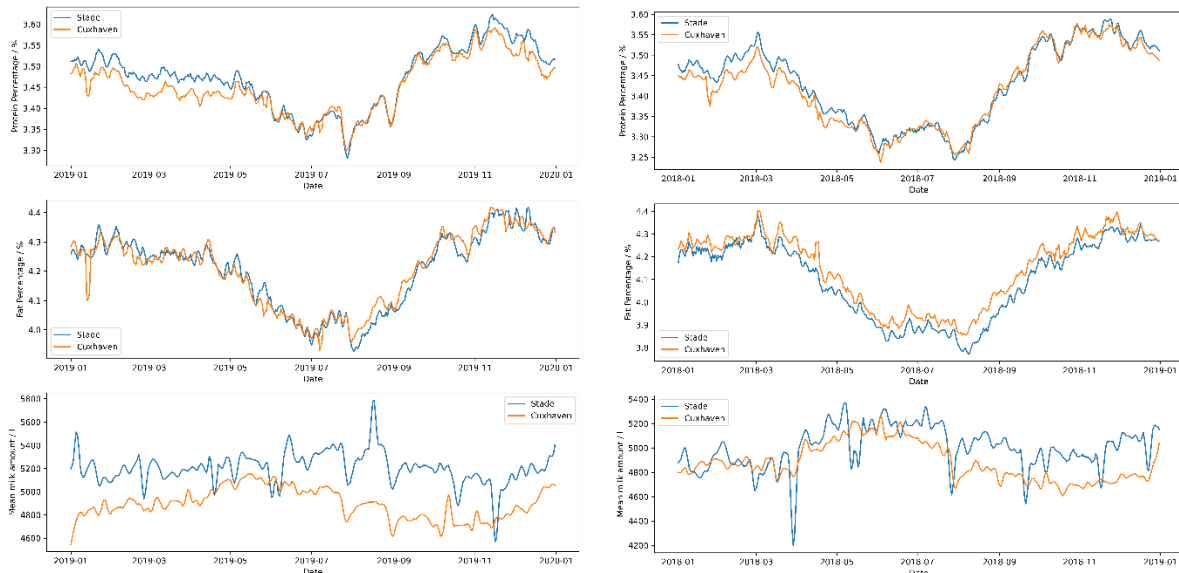 3.60
3.55
3.50
3.45
3.40
3.35
3.30
Protein Percentage / %
Stade
Cuxhaven
2019-01 2019-03 2019-05 2019-07 2019-09 2019-11 2020-01
Date
3.55
3.50
3.45
3.40
3.35
3.30
3.25
Protein Percentage / %
Stade
Cuxhaven
2018-01 2018-03 2018-05 2018-07 2018-09 2018-11 2019-01
Date
4.4
4.3
4.2
4.1
4.0
Fat Percentage / %
Stade
Cuxhaven
2019-01 2019-03 2019-05 2019-07 2019-09 2019-11 2020-01
Date
4.4
4.3
4.2
4.1
4.0
3.9
3.8
Fat Percentage / %
Stade
Cuxhaven
2018-01 2018-03 2018-05 2018-07 2018-09 2018-11 2019-01
Date
5800
5600
5400
5200
5000
4800
4600
Mean milk amount / l
Stade
Cuxhaven
2019-01 2019-03 2019-05 2019-07 2019-09 2019-11 2020-01
Date
5400
5200
5000
4800
4600
4400
4200
Mean milk amount / l
Stade
Cuxhaven
2018-01 2018-03 2018-05 2018-07 2018-09 2018-11 2019-01
Date